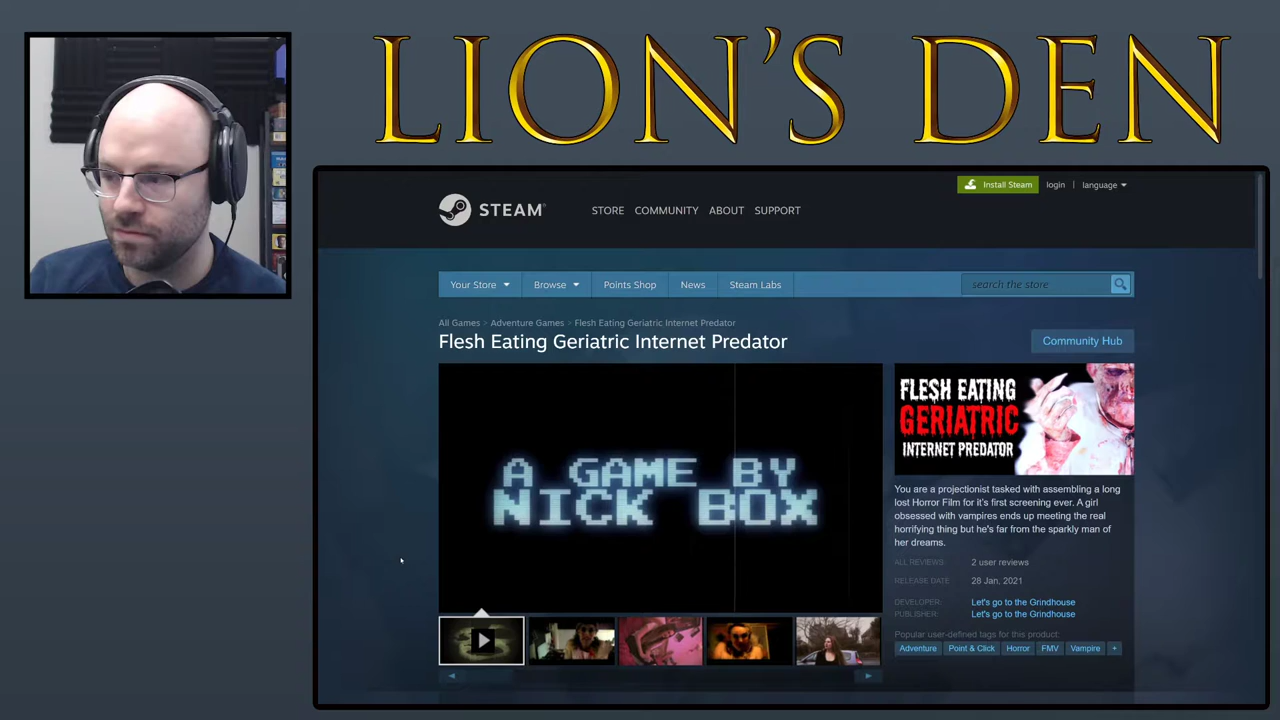 LION'S DEN
Install Steam
login | language
STEAM®
STORE COMMUNITY ABOUT SUPPORT
Your Store Browse Points Shop News Steam Labs
search the store
All Games > Adventure Games > Flesh Eating Geriatric Internet Predator
Flesh Eating Geriatric Internet Predator
Community Hub
A GAME BY
NICK BOX
FLESH EATING
GERIATRIC
INTERNET PREDATOR
You are a projectionist tasked with assembling a long
lost Horror Film for it's first screening ever. A girl
obsessed with vampires ends up meeting the real
horrifying thing but he's far from the sparkly man of
her dreams.
ALL REVIEWS: 2 user reviews
RELEASE DATE: 28 Jan, 2021
DEVELOPER: Let's go to the Grindhouse
PUBLISHER: Let's go to the Grindhouse
Popular user-defined tags for this product:
Adventure Point & Click Horror FMV Vampire +